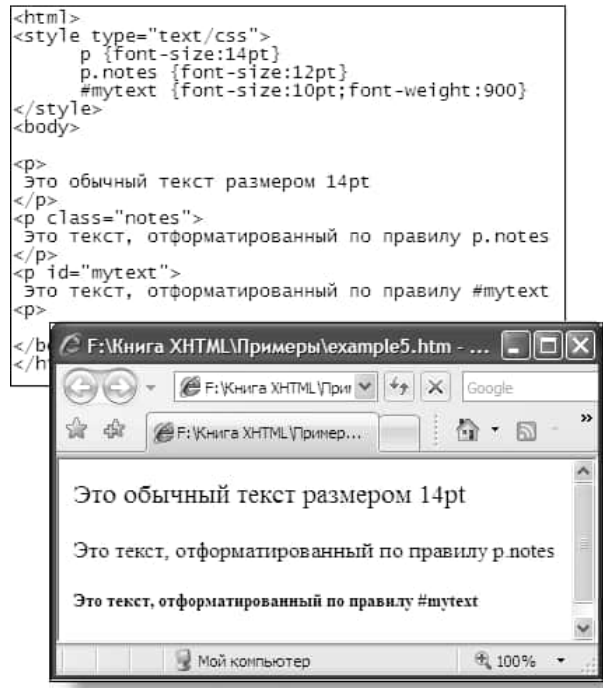 <html>
<style type="text/css">
p {font-size:14pt}
p.notes {font-size:12pt}
#mytext {font-size:10pt;font-weight:900}
</style>
<body>
<p>
Это обычный текст размером 14pt
</p>
<p class="notes">
Это текст, отформатированный по правилу p.notes
</p>
<p id="mytext">
Это текст, отформатированный по правилу #mytext
<p>
</b
</h
F:\Книга XHTML\Примеры\example5.htm - ...
F:\Книга XHTML\При
Google
F:\Книга XHTML\Пример...
»
Это обычный текст размером 14pt
Это текст, отформатированный по правилу p.notes
Это текст, отформатированный по правилу #mytext
Мой компьютер
100%